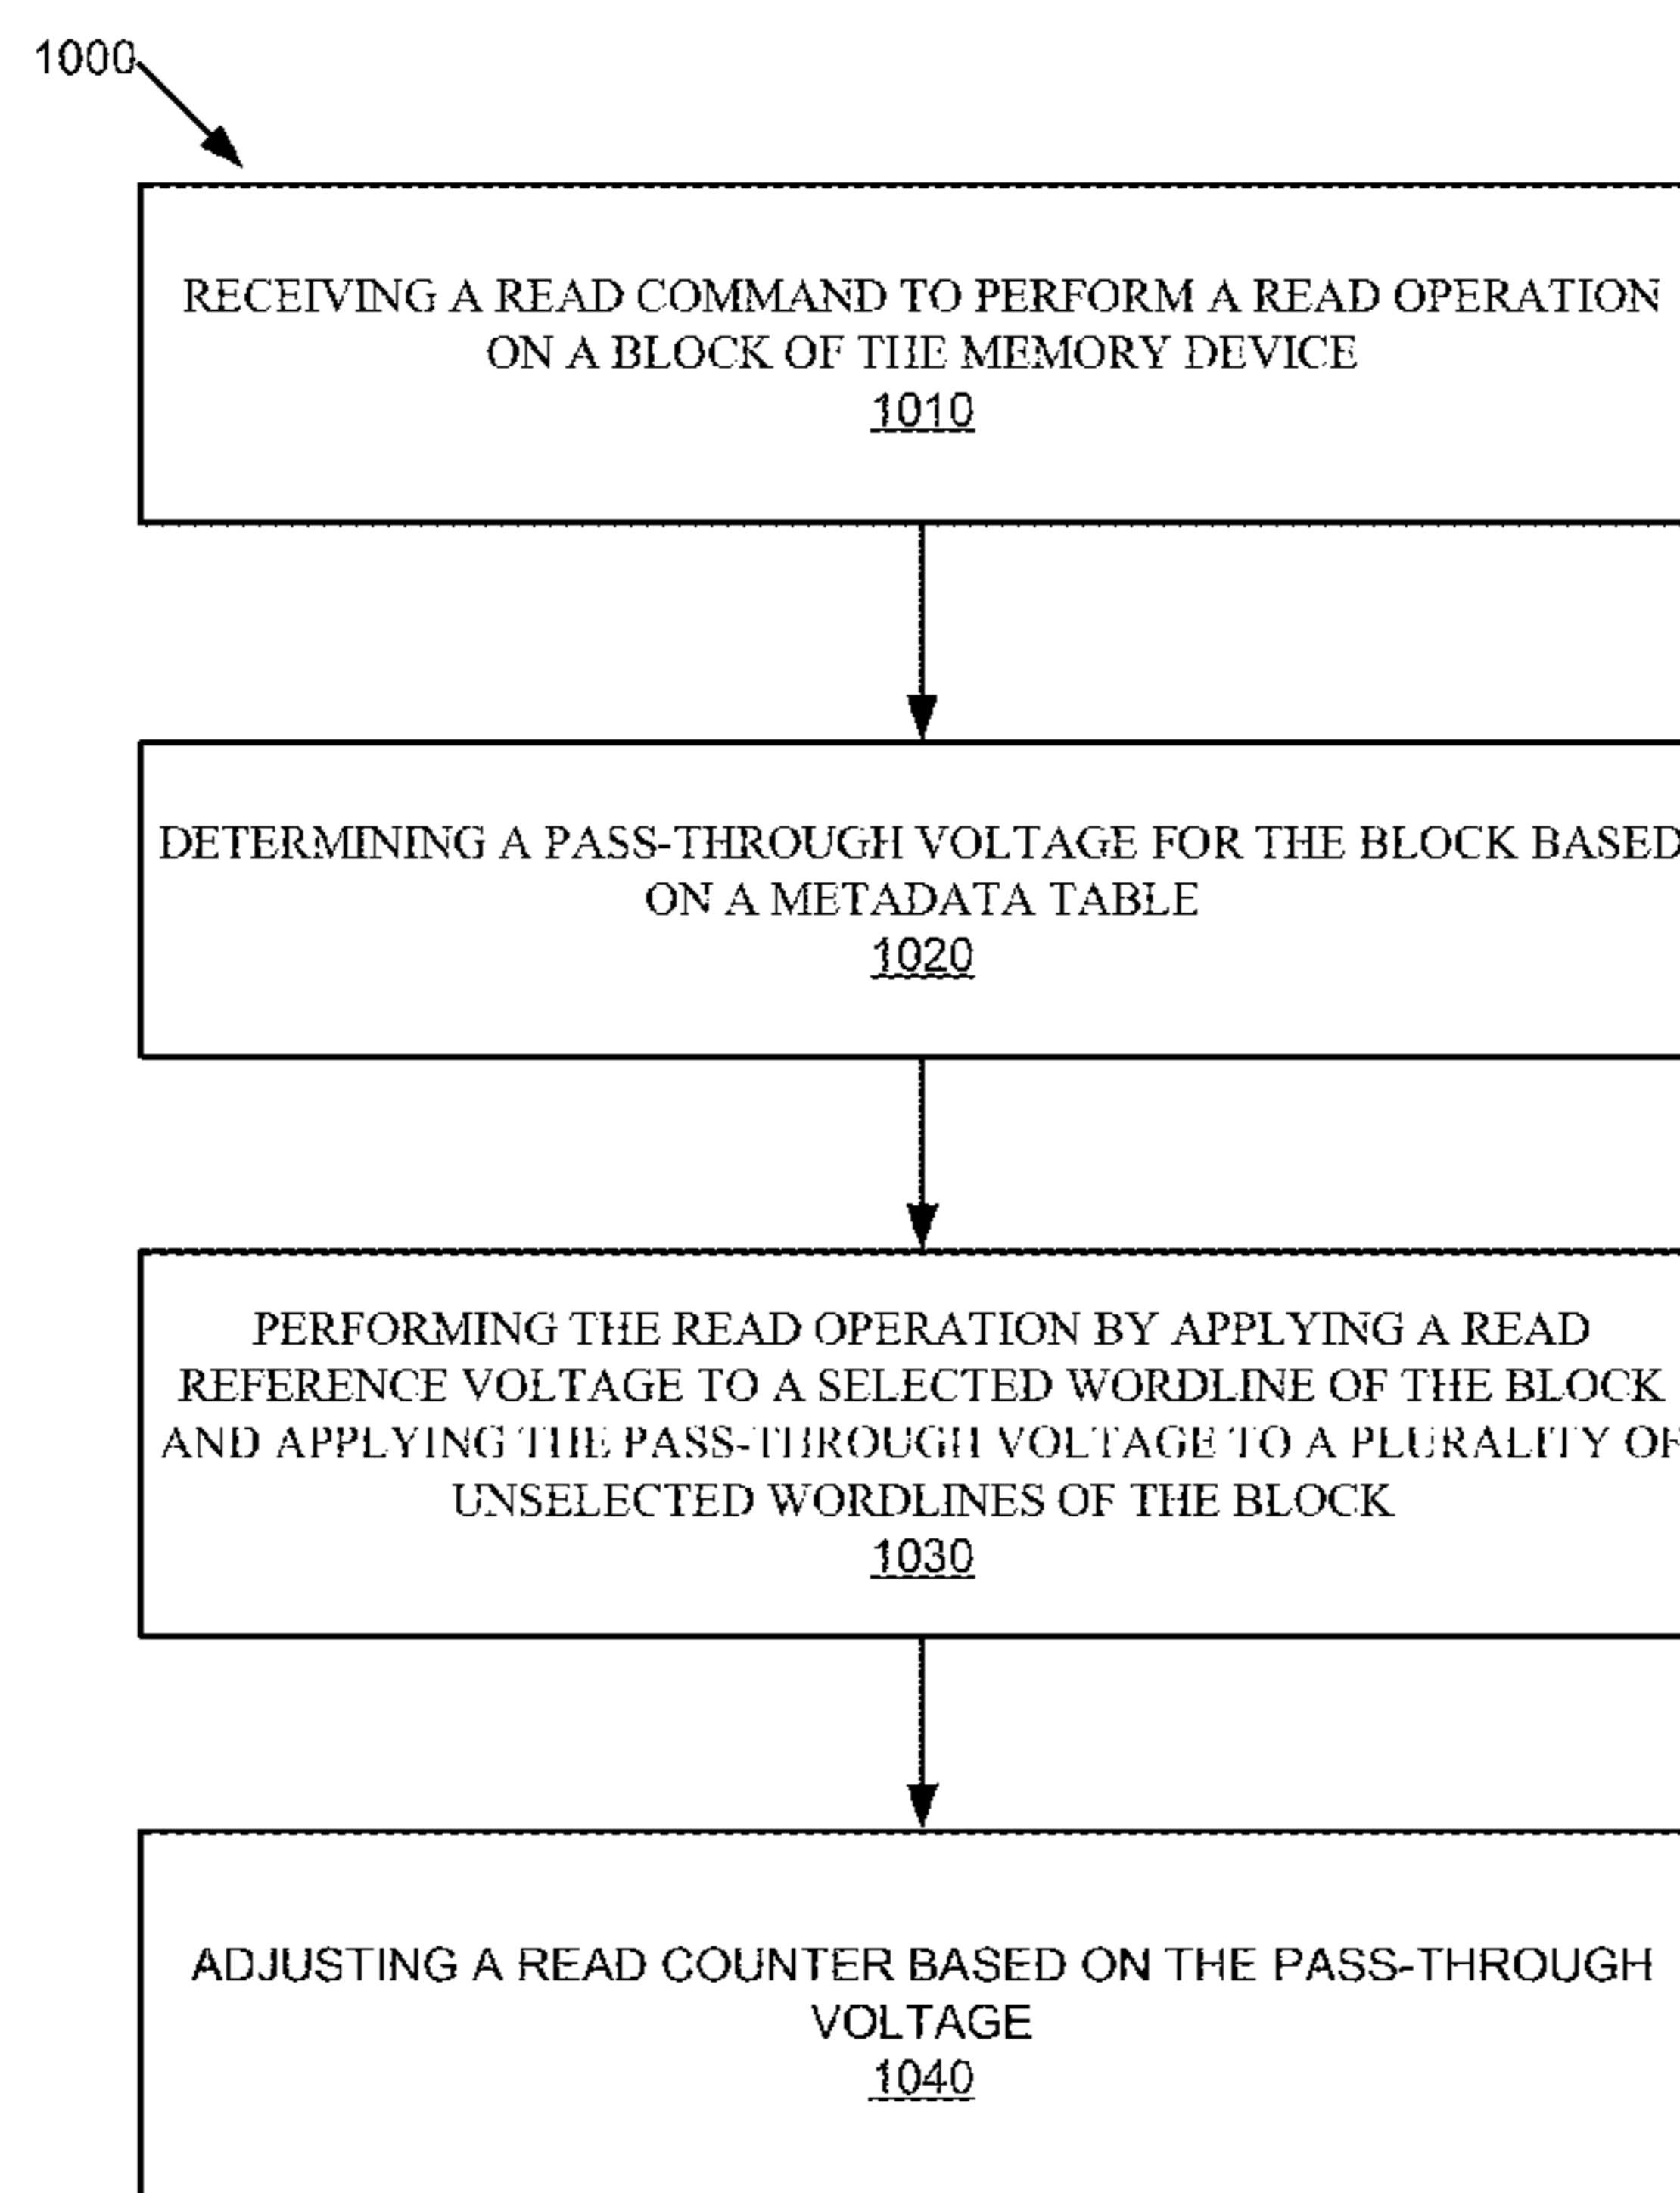 1000
RECEIVING A READ COMMAND TO PERFORM A READ OPERATION
ON A BLOCK OF THE MEMORY DEVICE
1010
DETERMINING A PASS-THROUGH VOLTAGE FOR THE BLOCK BASED
ON A METADATA TABLE
1020
PERFORMING THE READ OPERATION BY APPLYING A READ
REFERENCE VOLTAGE TO A SELECTED WORDLINE OF THE BLOCK
AND APPLYING THE PASS-THROUGH VOLTAGE TO A PLURALITY OF
UNSELECTED WORDLINES OF THE BLOCK
1030
ADJUSTING A READ COUNTER BASED ON THE PASS-THROUGH
VOLTAGE
1040